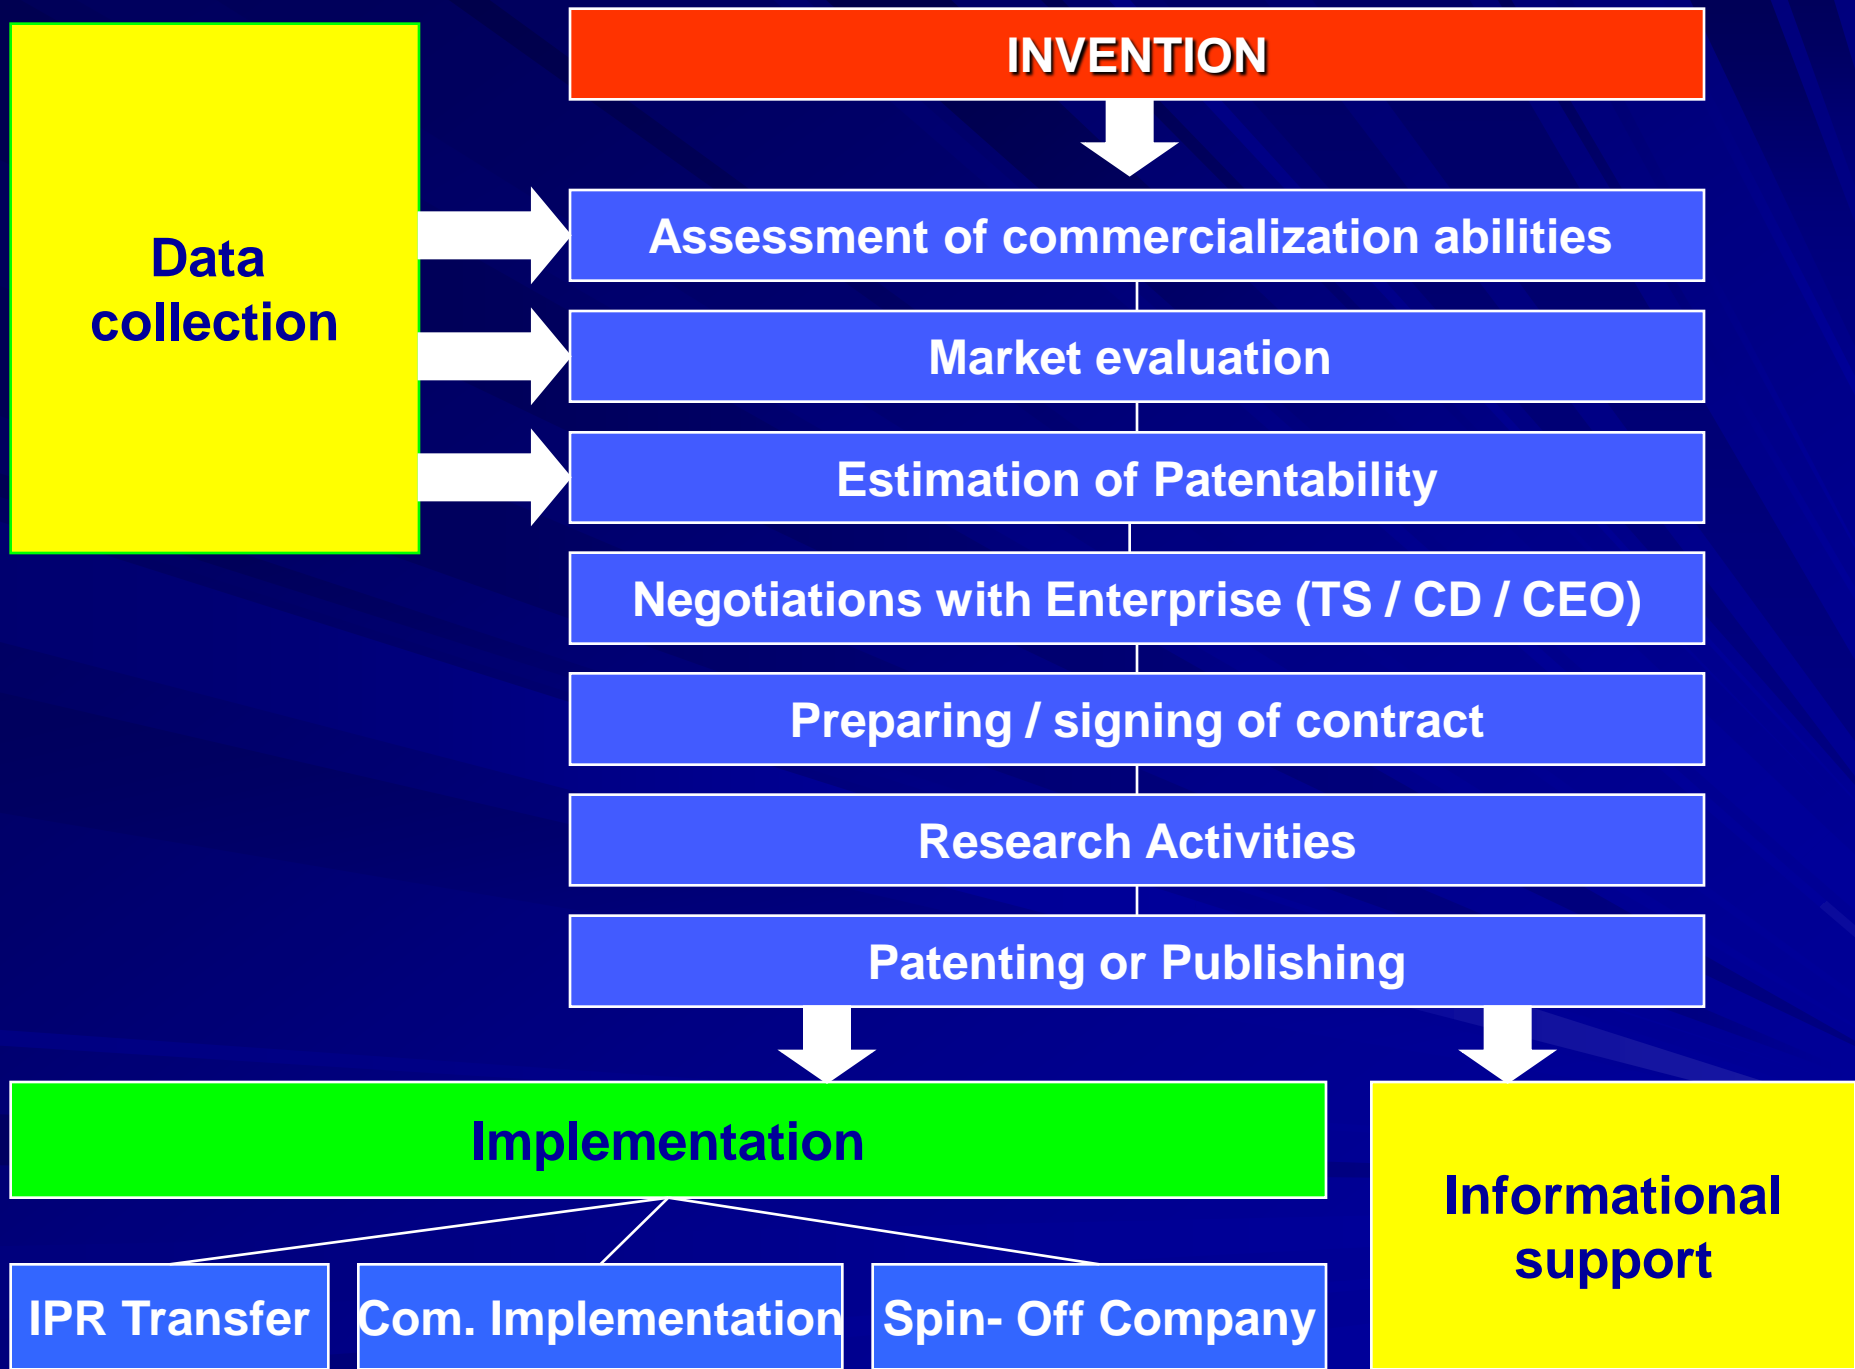 INVENTION
Data
collection
Assessment of commercialization abilities
Market evaluation
Estimation of Patentability
Negotiations with Enterprise (TS / CD / CEO)
Preparing / signing of contract
Research Activities
Patenting or Publishing
Implementation
Informational
support
IPR Transfer
Com. Implementation
Spin- Off Company